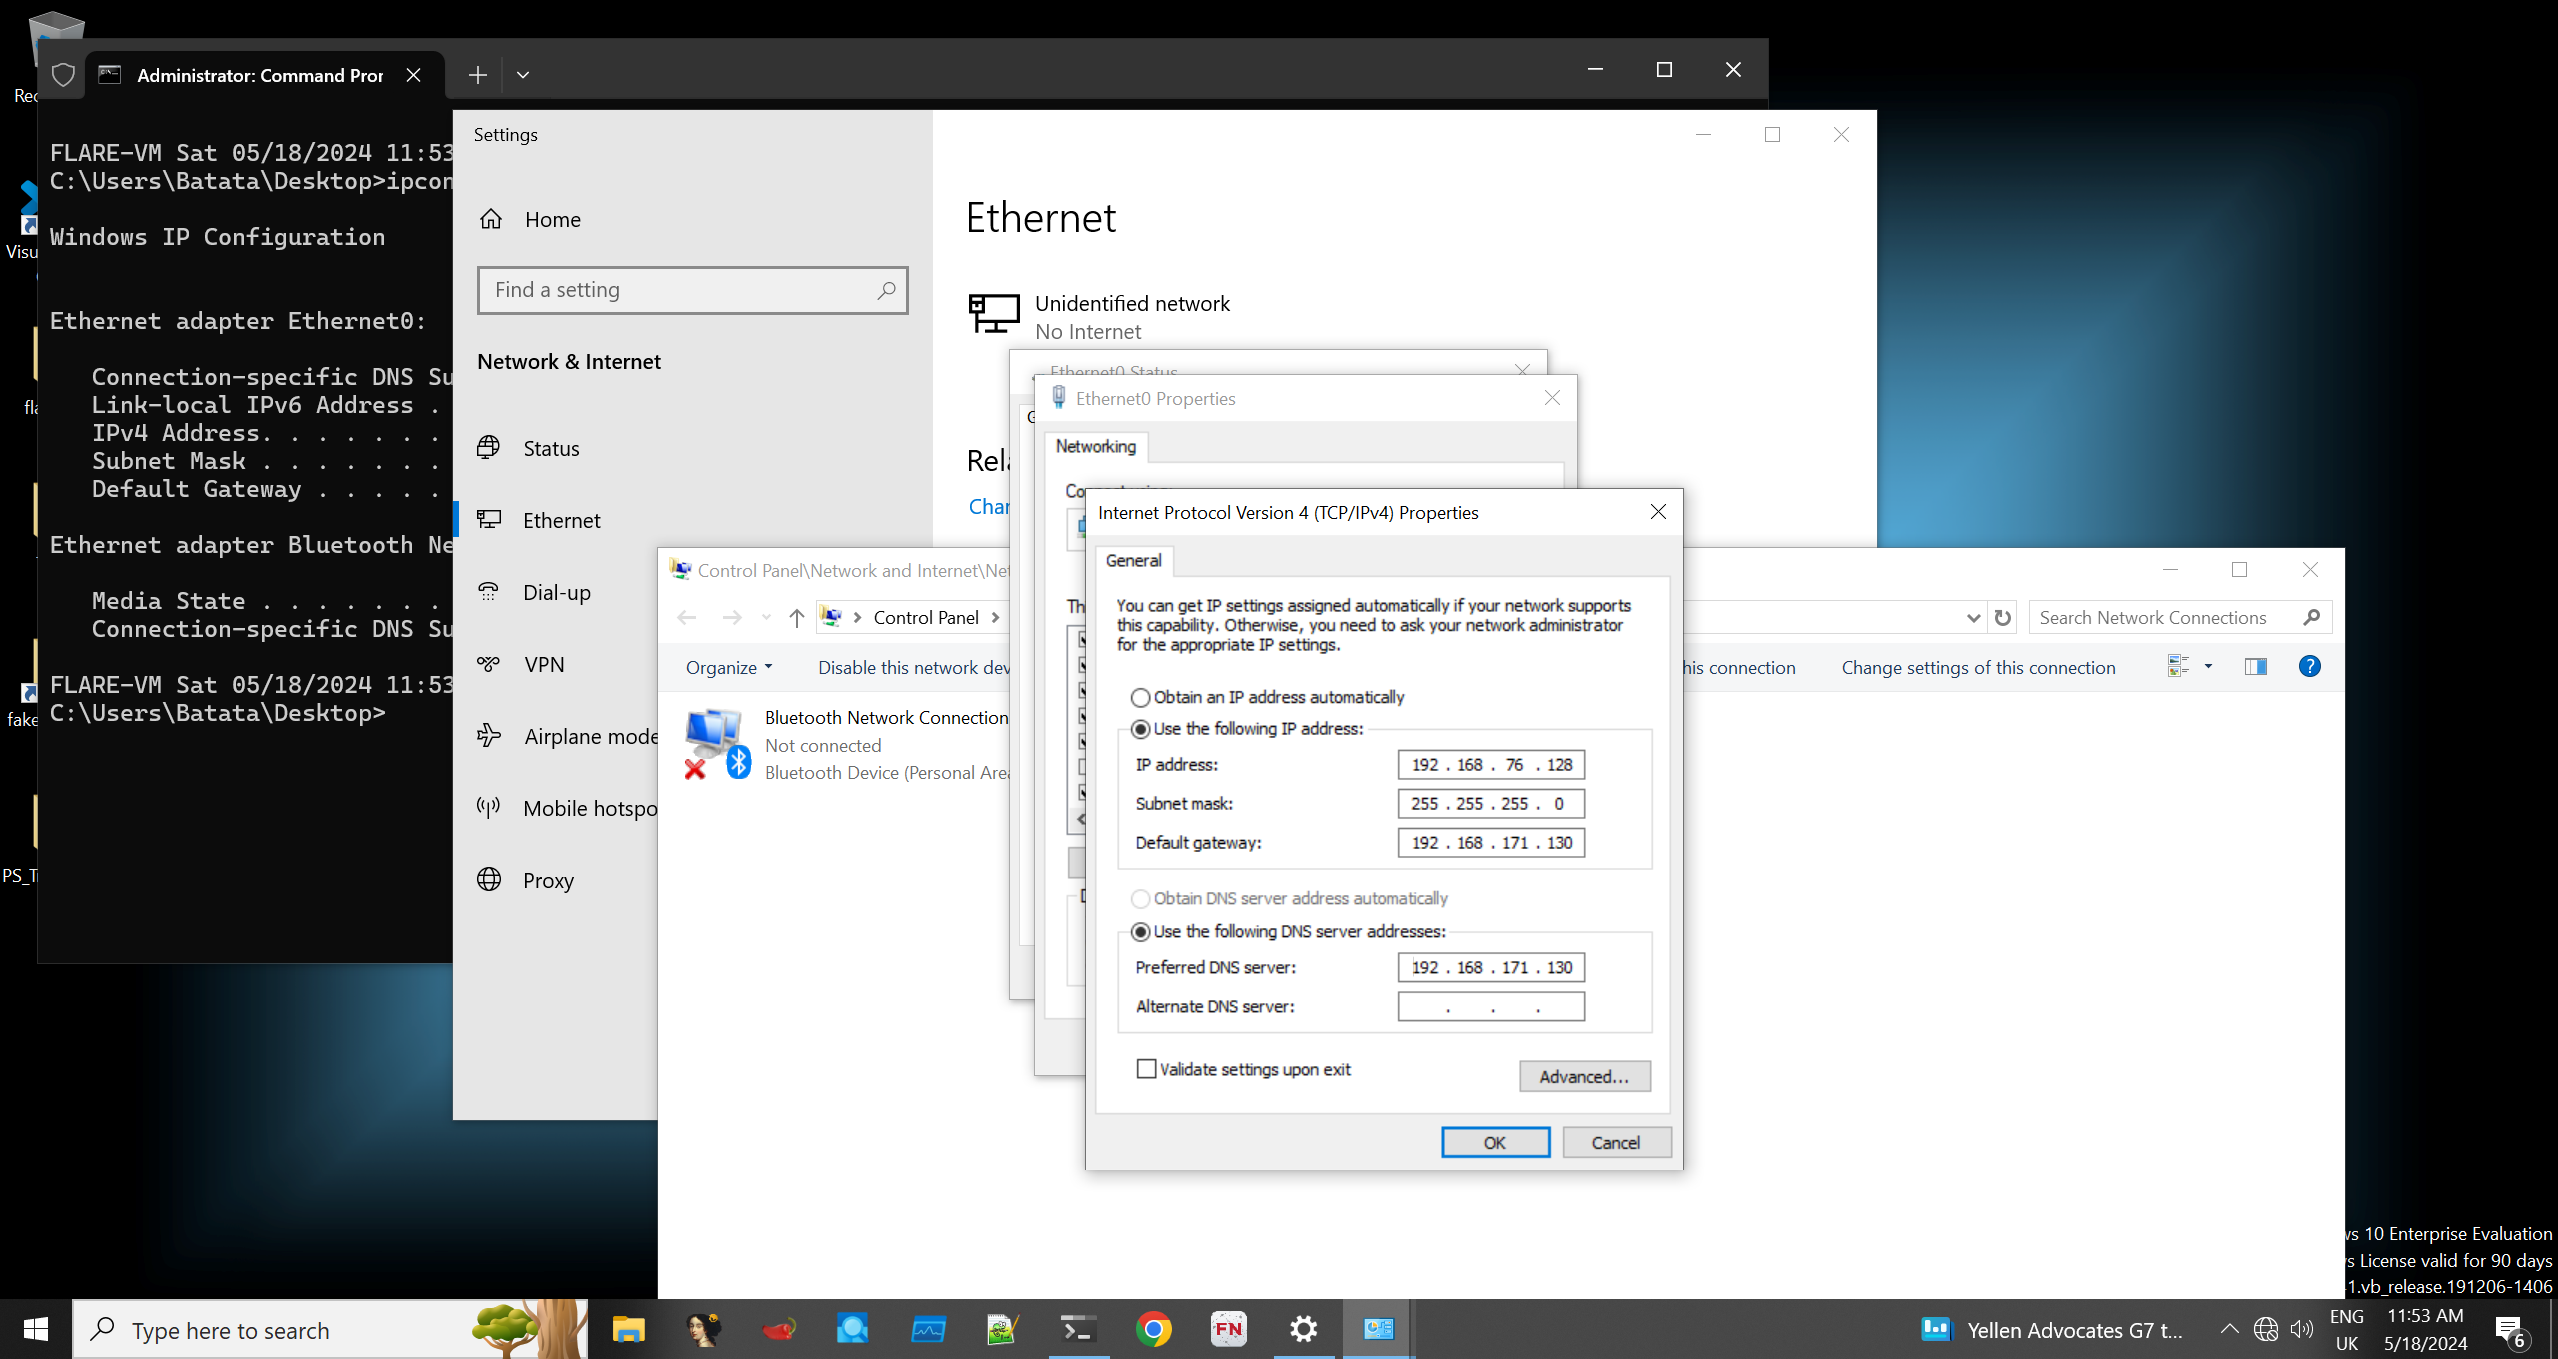 Administrator: Command Pror
FLARE-VM Sat 05/18/2024 11:53
C:\Users\Batata\Desktop>ipcon
Windows IP Configuration
Ethernet adapter Ethernet0:
Connection-specific DNS Su
Link-local IPv6 Address .
IPv4 Address. . . . . . .
Subnet Mask . . . . . . .
Default Gateway . . . . .
Ethernet adapter Bluetooth Ne
Media State . . . . . . .
Connection-specific DNS Su
FLARE-VM Sat 05/18/2024 11:53
C:\Users\Batata\Desktop>
Rec
Visu
fla
fake
PS_T
Settings
Home
Find a setting
Network & Internet
Status
Ethernet
Dial-up
VPN
Airplane mode
Mobile hotspo
Proxy
Ethernet
Unidentified network
No Internet
Rela
Char
Ethernet0 Status
Ethernet0 Properties
Networking
Control Panel\Network and Internet\Net
Control Panel
Search Network Connections
Organize
Disable this network dev
his connection
Change settings of this connection
Bluetooth Network Connection
Not connected
Bluetooth Device (Personal Area
Internet Protocol Version 4 (TCP/IPv4) Properties
General
You can get IP settings assigned automatically if your network supports
this capability. Otherwise, you need to ask your network administrator
for the appropriate IP settings.
Obtain an IP address automatically
Use the following IP address:
IP address: 192 . 168 . 76 . 128
Subnet mask: 255 . 255 . 255 . 0
Default gateway: 192 . 168 . 171 . 130
Obtain DNS server address automatically
Use the following DNS server addresses:
Preferred DNS server: 192 . 168 . 171 . 130
Alternate DNS server: . . .
Validate settings upon exit
Advanced...
OK
Cancel
ws 10 Enterprise Evaluation
s License valid for 90 days
1.vb_release.191206-1406
Type here to search
FN
Yellen Advocates G7 t...
ENG
UK
11:53 AM
5/18/2024
6